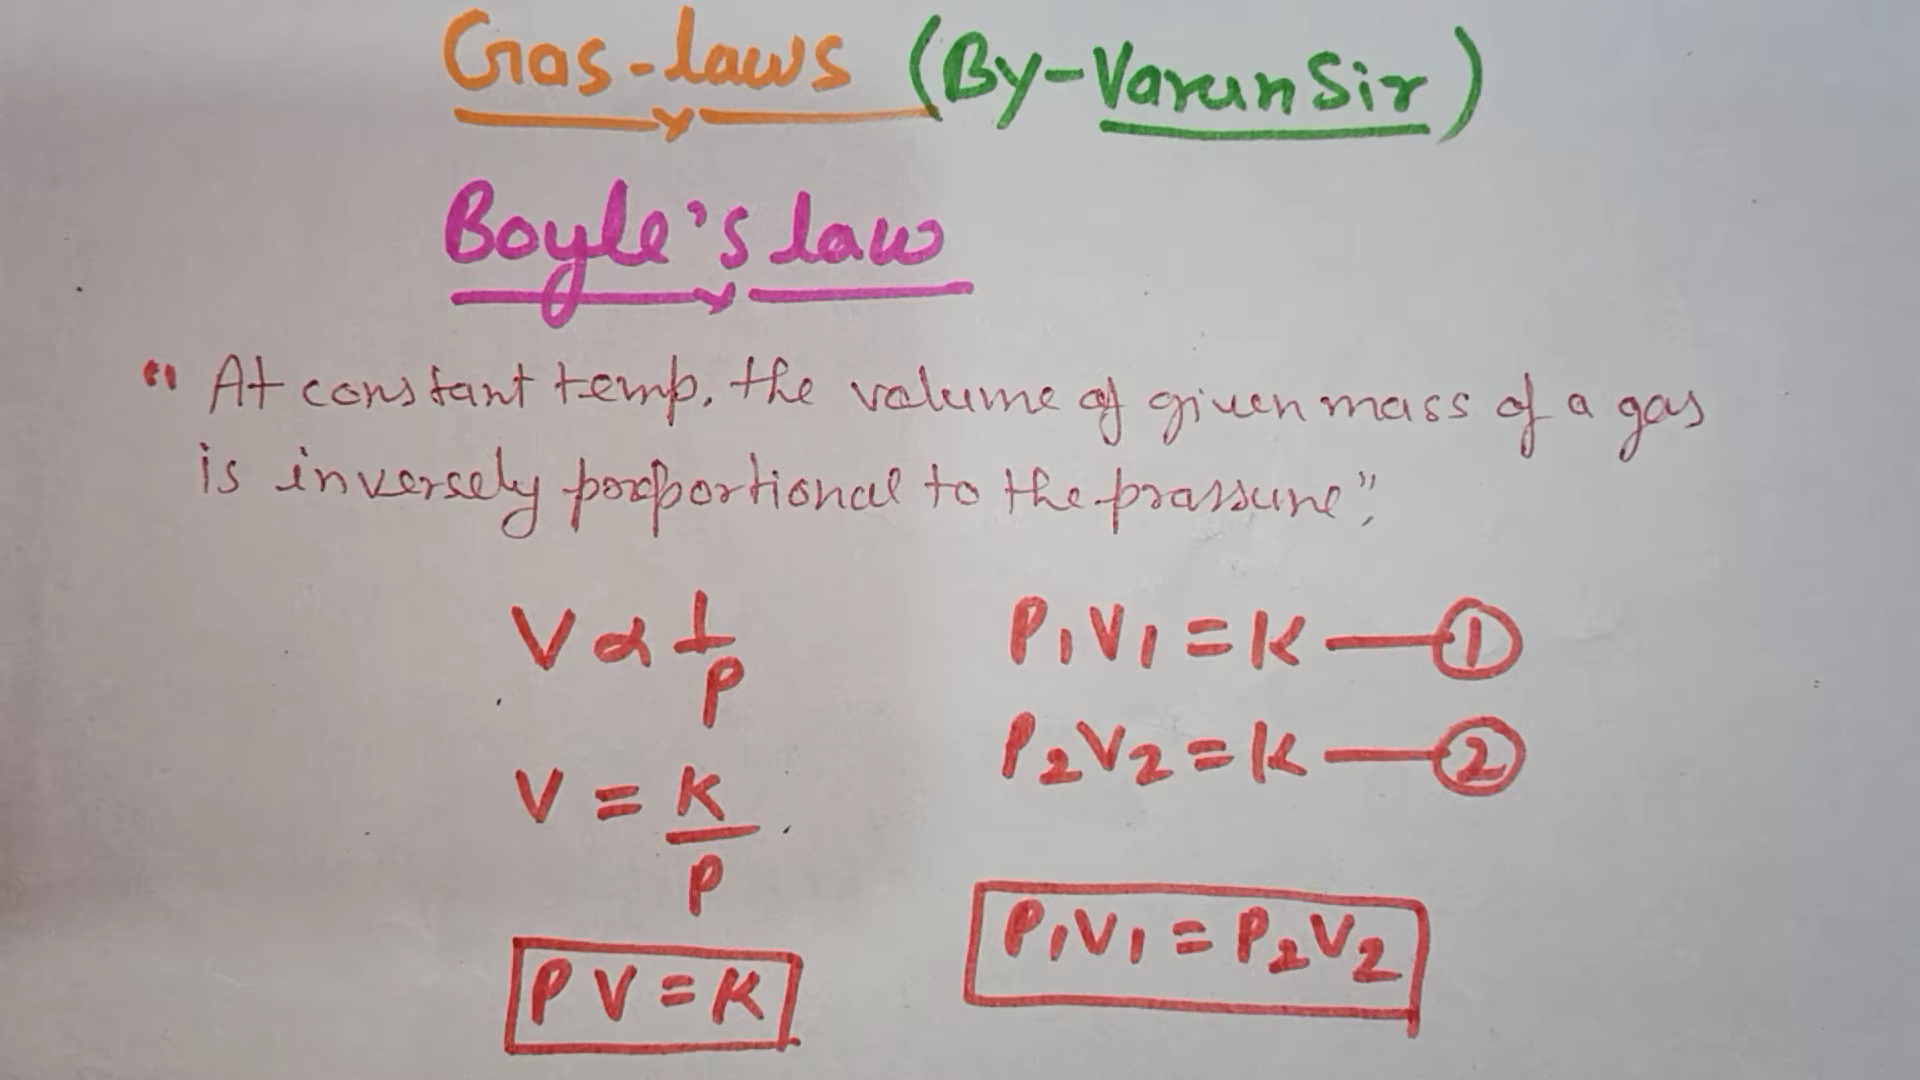 Gas-laws (By-Varun Sir)
Boyle's law
"At constant temp. the volume of given mass of a gas
is inversely proportional to the prassure",
V ∝ 1/P
V = K/P
PV = K
P₁V₁ = K — ①
P₂V₂ = K — ②
P₁V₁ = P₂V₂